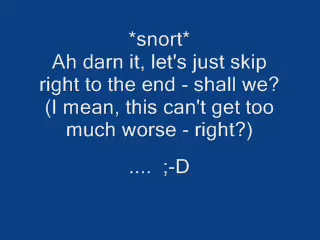 *snort*
Ah darn it, let's just skip
right to the end - shall we?
(I mean, this can't get too
much worse - right?)
.... ;-D